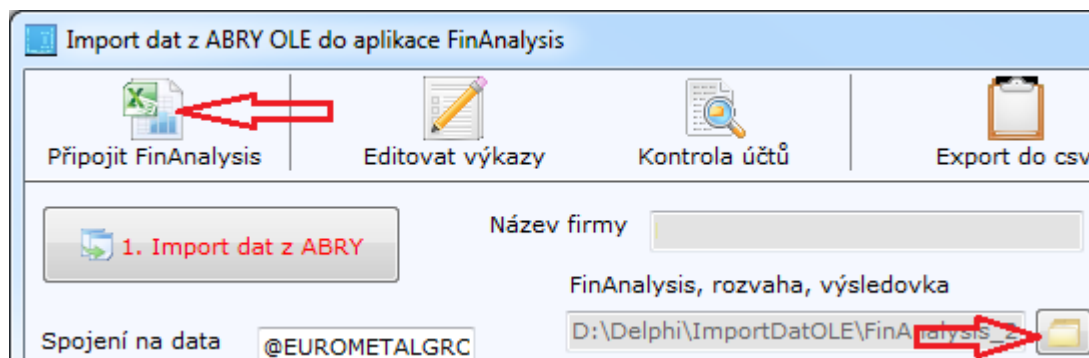 Import dat z ABRY OLE do aplikace FinAnalysis
Připojit FinAnalysis
Editovat výkazy
Kontrola účtů
Export do csv
1. Import dat z ABRY
Název firmy
FinAnalysis, rozvaha, výsledovka
D:\Delphi\ImportDatOLE\FinAnalysis_2
Spojení na data
@EUROMETALGRC